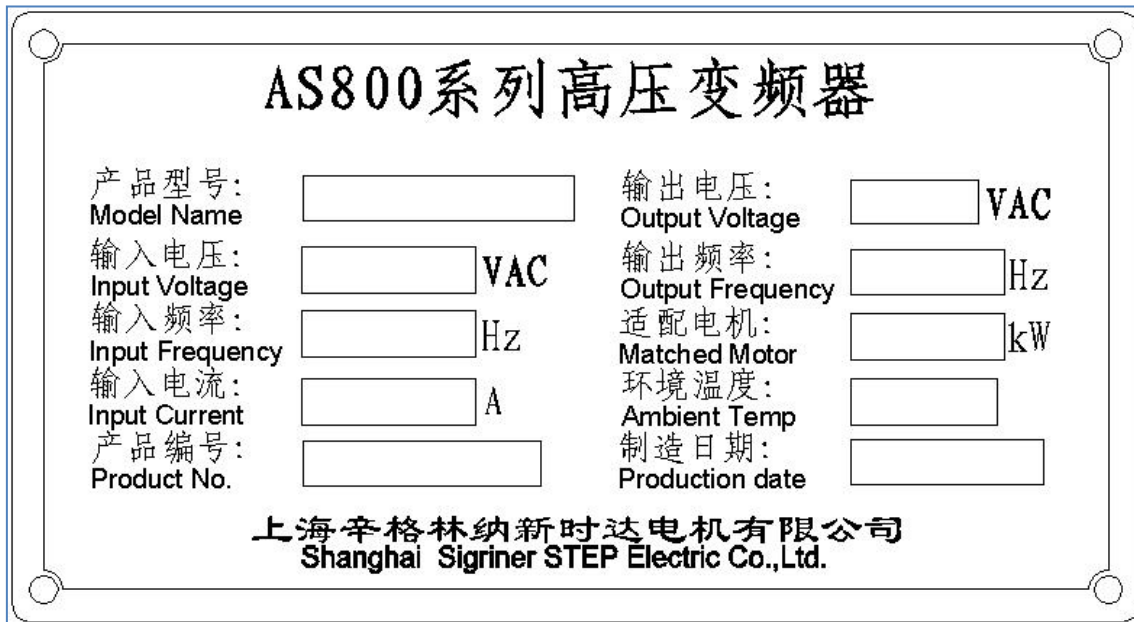 AS800系列高压变频器
产品型号:
Model Name
输出电压:
Output Voltage
VAC
输入电压:
Input Voltage
VAC
输出频率:
Output Frequency
Hz
输入频率:
Input Frequency
Hz
适配电机:
Matched Motor
kW
输入电流:
Input Current
A
环境温度:
Ambient Temp
产品编号:
Product No.
制造日期:
Production date
上海辛格林纳新时达电机有限公司
Shanghai Sigriner STEP Electric Co.,Ltd.